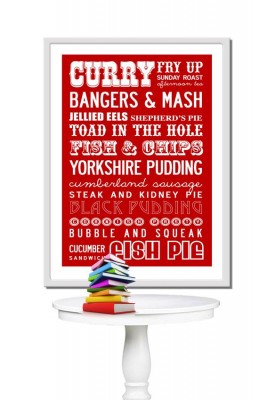 CURRY
FRY UP
SUNDAY ROAST
afternoon tea
BANGERS & MASH
JELLIED EELS SHEPHERD'S PIE
TOAD IN THE HOLE
FISH & CHIPS
YORKSHIRE PUDDING
cumberland sausage
STEAK AND KIDNEY PIE
BLACK PUDDING
BUBBLE AND SQUEAK
CUCUMBER
SANDWICH
FISH PIE